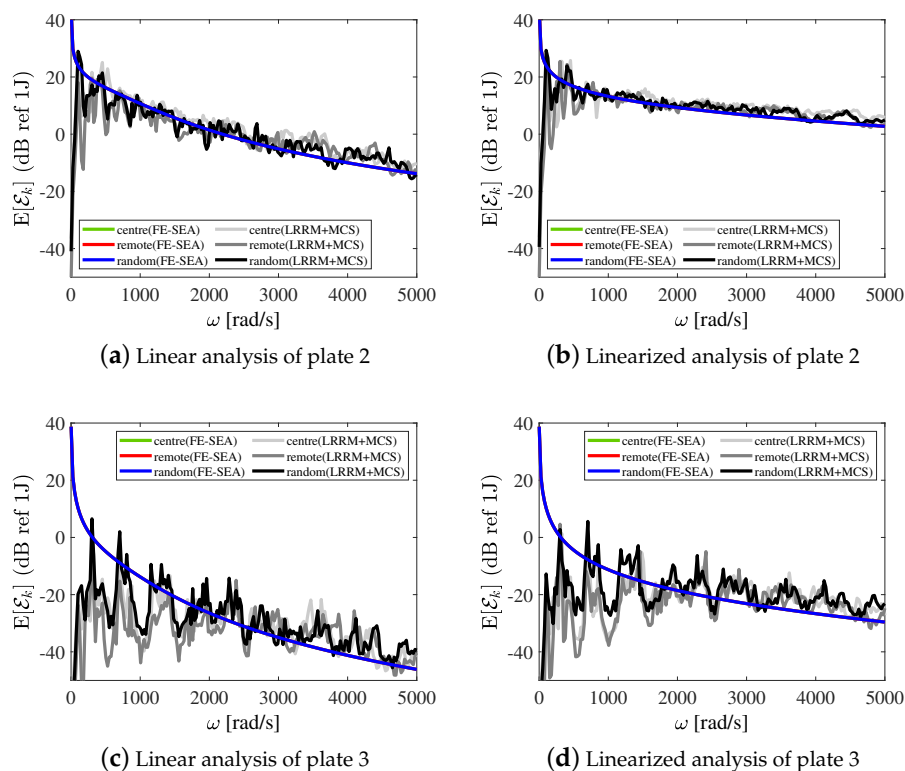 40
20
0
-20
-40
E[ℰₖ] (dB ref 1J)
centre(FE-SEA) centre(LRRM+MCS)
remote(FE-SEA) remote(LRRM+MCS)
random(FE-SEA) random(LRRM+MCS)
0 1000 2000 3000 4000 5000
ω [rad/s]
(a) Linear analysis of plate 2
40
20
0
-20
-40
E[ℰₖ] (dB ref 1J)
centre(FE-SEA) centre(LRRM+MCS)
remote(FE-SEA) remote(LRRM+MCS)
random(FE-SEA) random(LRRM+MCS)
0 1000 2000 3000 4000 5000
ω [rad/s]
(b) Linearized analysis of plate 2
40
20
0
-20
-40
E[ℰₖ] (dB ref 1J)
centre(FE-SEA) centre(LRRM+MCS)
remote(FE-SEA) remote(LRRM+MCS)
random(FE-SEA) random(LRRM+MCS)
0 1000 2000 3000 4000 5000
ω [rad/s]
(c) Linear analysis of plate 3
40
20
0
-20
-40
E[ℰₖ] (dB ref 1J)
centre(FE-SEA) centre(LRRM+MCS)
remote(FE-SEA) remote(LRRM+MCS)
random(FE-SEA) random(LRRM+MCS)
0 1000 2000 3000 4000 5000
ω [rad/s]
(d) Linearized analysis of plate 3